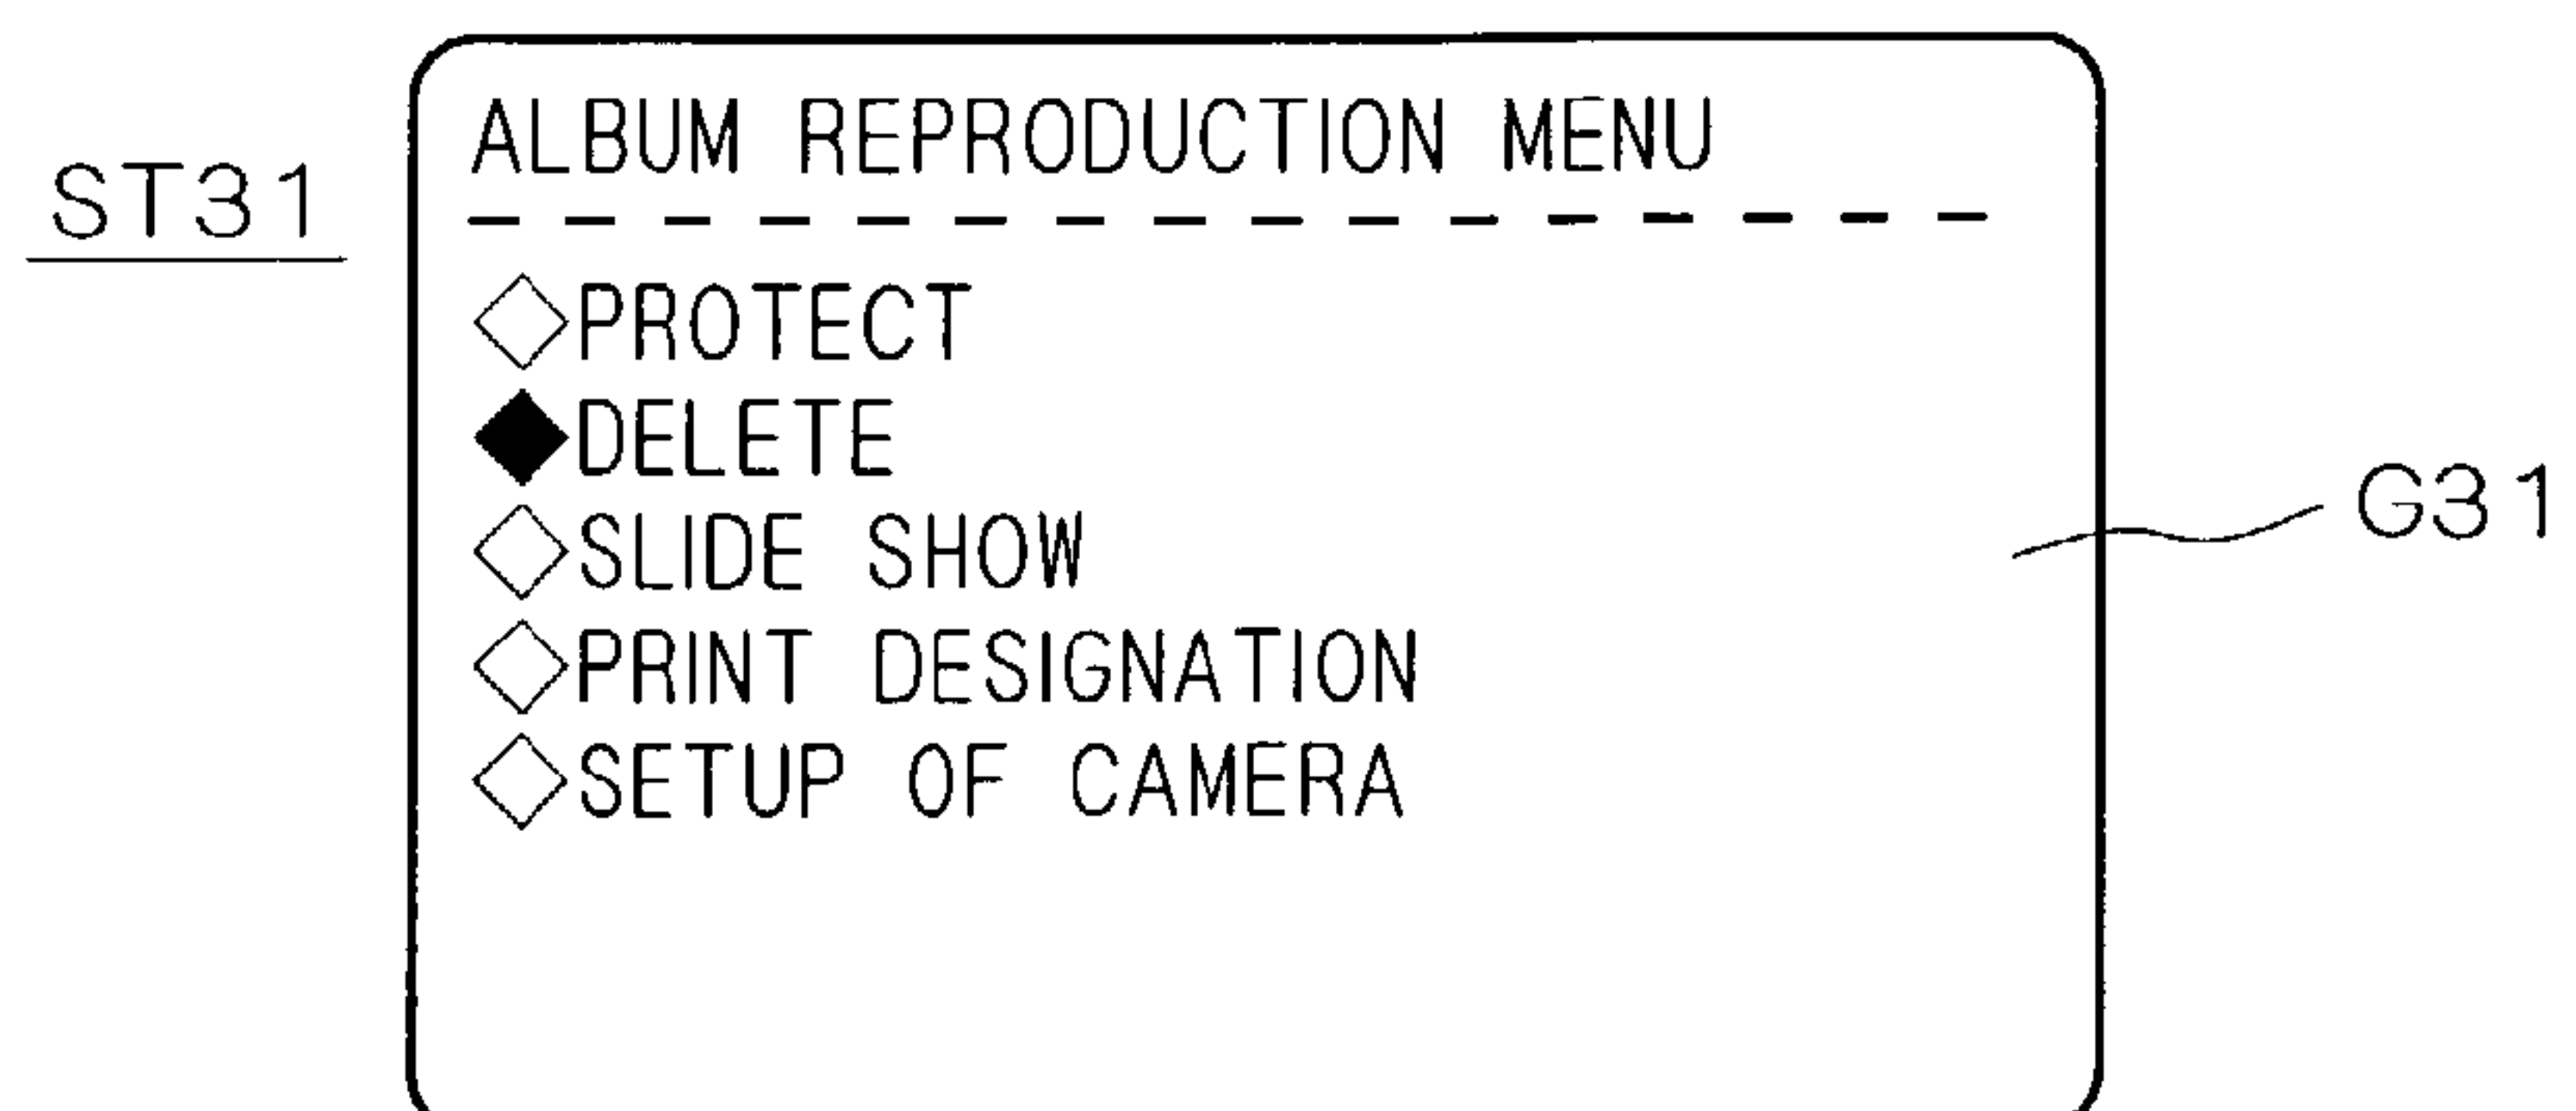 ST31
ALBUM REPRODUCTION MENU
◇PROTECT
◆DELETE
◇SLIDE SHOW
◇PRINT DESIGNATION
◇SETUP OF CAMERA
G31